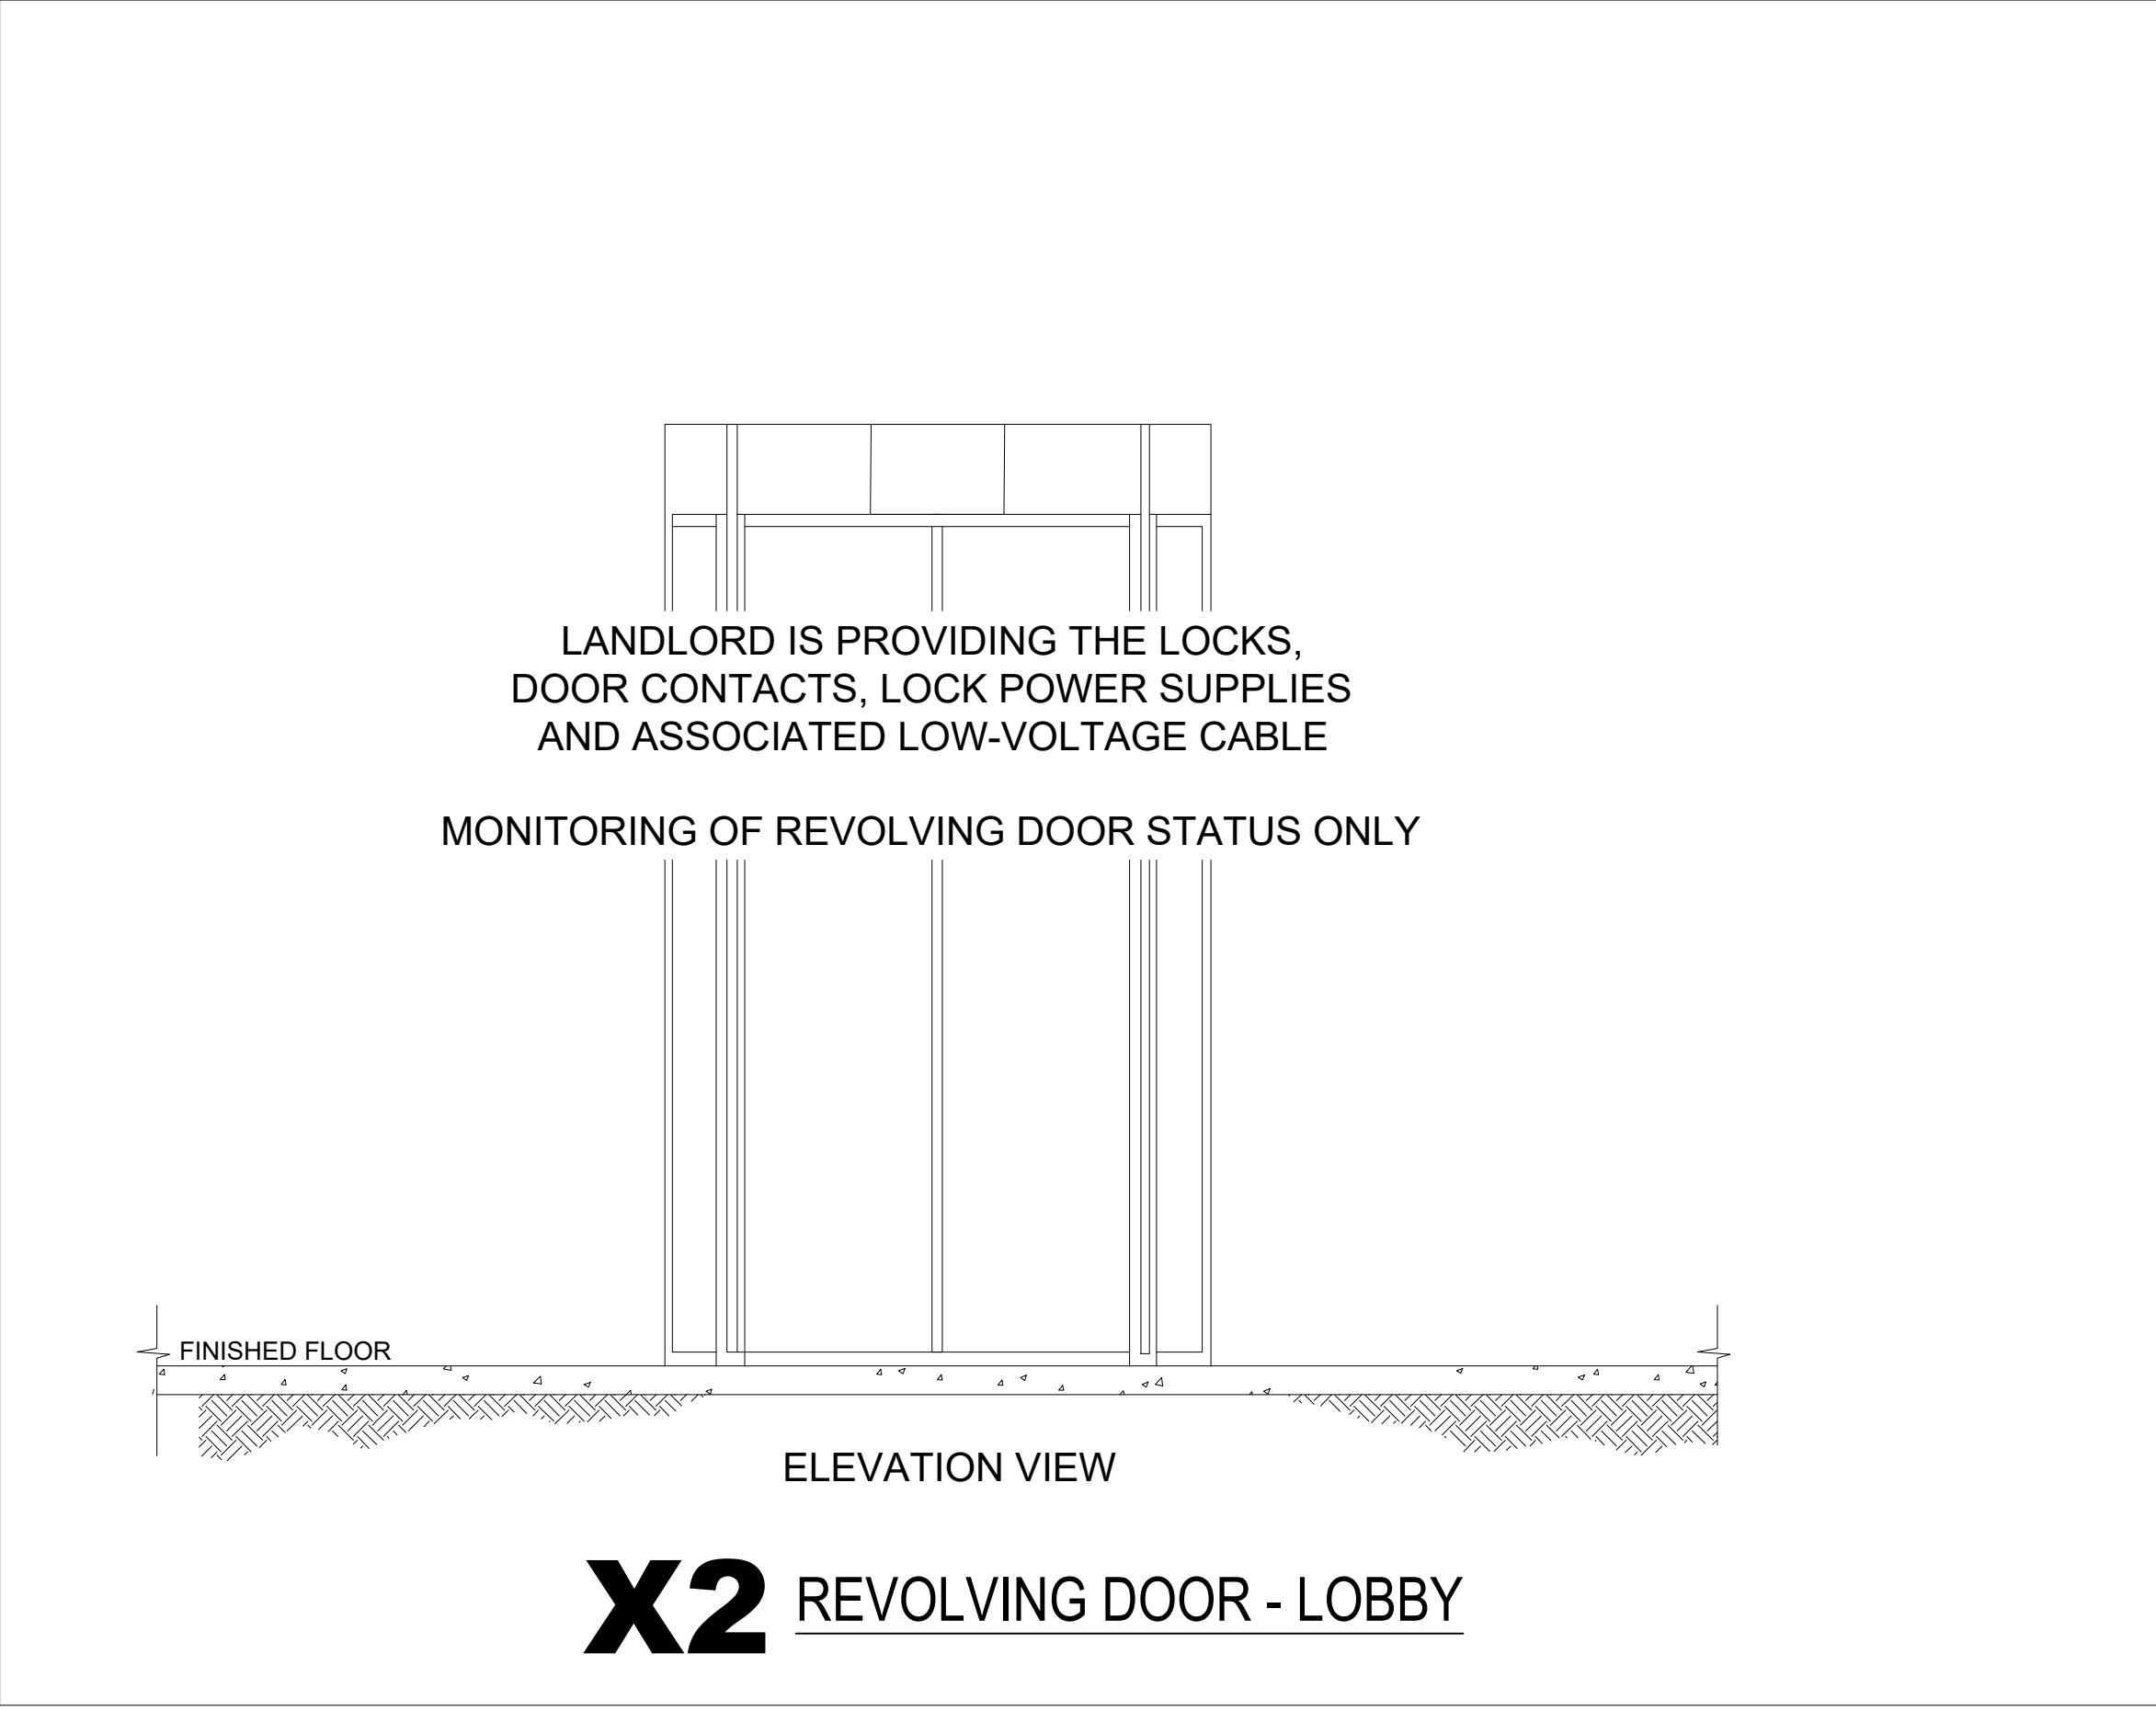 LANDLORD IS PROVIDING THE LOCKS,
DOOR CONTACTS, LOCK POWER SUPPLIES
AND ASSOCIATED LOW-VOLTAGE CABLE
MONITORING OF REVOLVING DOOR STATUS ONLY
FINISHED FLOOR
ELEVATION VIEW
X2 REVOLVING DOOR - LOBBY